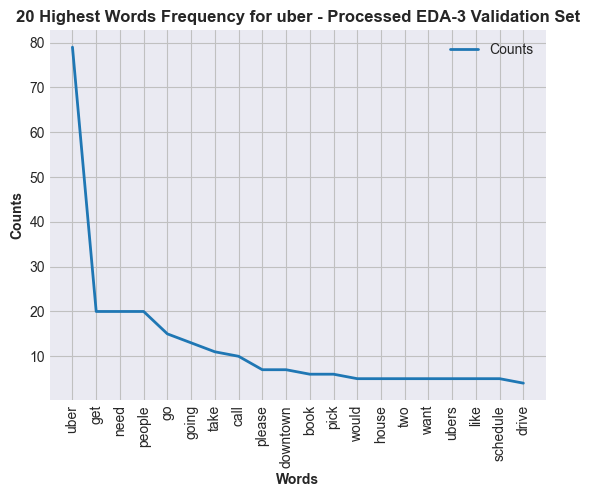 20 Highest Words Frequency for uber - Processed EDA-3 Validation Set
Counts
80
70
60
50
40
30
20
10
Counts
uber
get
need
people
go
going
take
call
please
downtown
book
pick
would
house
two
want
ubers
like
schedule
drive
Words